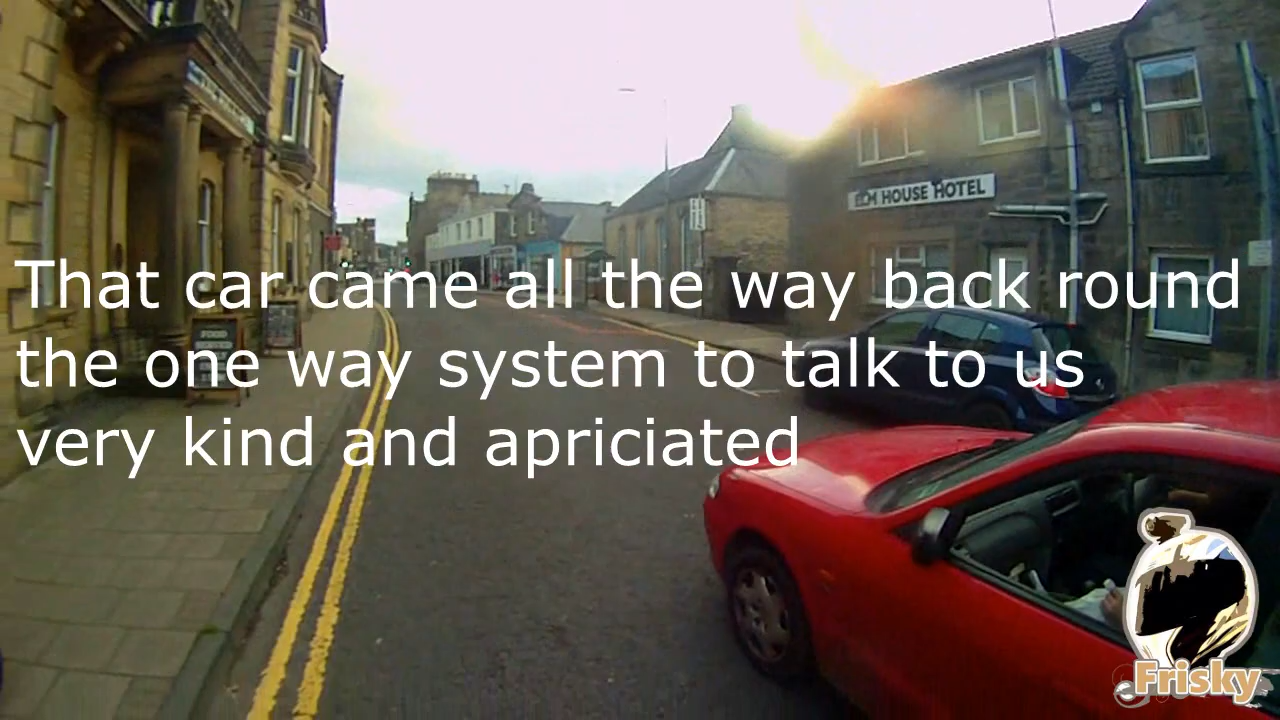 ELM HOUSE HOTEL
That car came all the way back round
the one way system to talk to us
very kind and apriciated
FOOD
Frisky